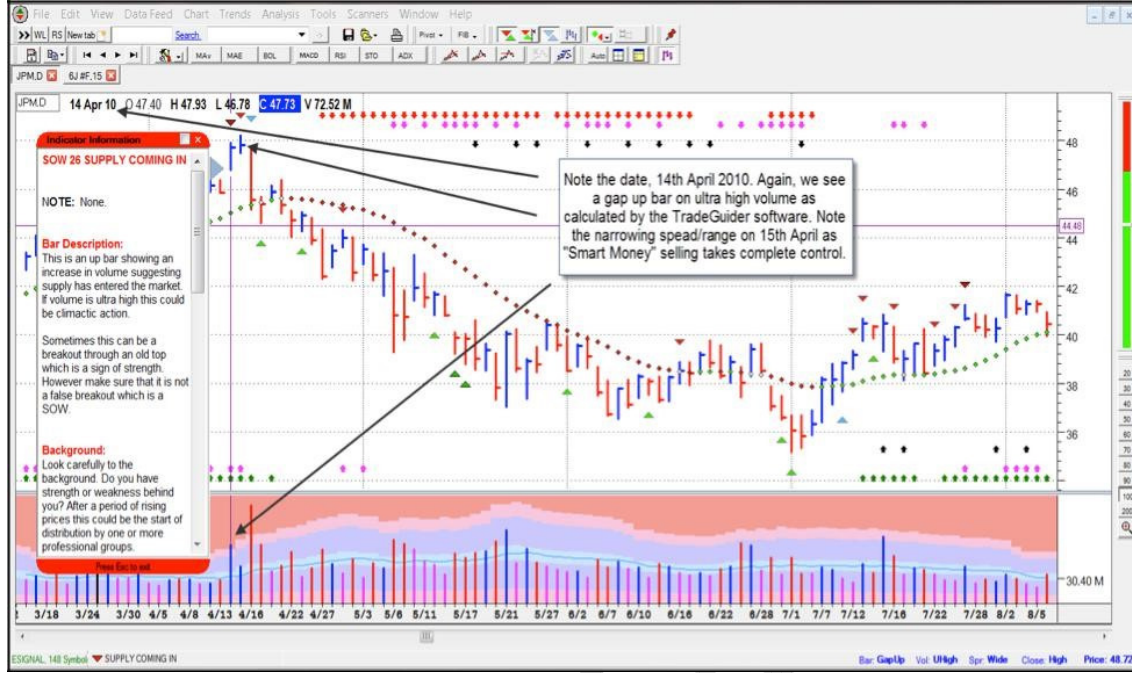 File Edit View Data Feed Chart Trends Analysis Tools Scanners Window Help
WL RS New tab Search Pivot FIB
MAv MAE BOL MACD RSI STO ADX Auto
JPM.D 6J #F,15
JPM.D 14 Apr 10 O 47.40 H 47.93 L 46.78 C 47.73 V 72.52 M
Indicator Information
SOW 26 SUPPLY COMING IN
NOTE: None.
Bar Description:
This is an up bar showing an
increase in volume suggesting
supply has entered the market.
If volume is ultra high this could
be climactic action.
Sometimes this can be a
breakout through an old top
which is a sign of strength.
However make sure that it is not
a false breakout which is a
SOW.
Background:
Look carefully to the
background. Do you have
strength or weakness behind
you? After a period of rising
prices this could be the start of
distribution by one or more
professional groups.
Press Esc to exit
Note the date, 14th April 2010. Again, we see
a gap up bar on ultra high volume as
calculated by the TradeGuider software. Note
the narrowing spead/range on 15th April as
"Smart Money" selling takes complete control.
48
46
44.48
44
42
40
38
36
30.40 M
20
30
40
50
60
70
80
90
100
200
3/18 3/24 3/30 4/5 4/8 4/13 4/16 4/22 4/27 5/3 5/6 5/11 5/17 5/21 5/27 6/2 6/7 6/10 6/16 6/22 6/28 7/1 7/7 7/12 7/16 7/22 7/28 8/2 8/5
ESIGNAL, 148 Symbol SUPPLY COMING IN
Bar: GapUp Vol: UHigh Spr: Wide Close: High Price: 48.72